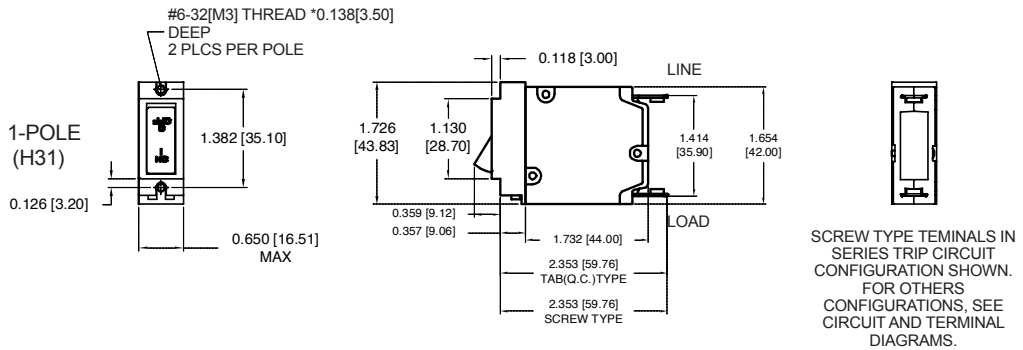 #6-32[M3] THREAD *0.138[3.50]
DEEP
2 PLCS PER POLE
1-POLE
(H31)
1.382 [35.10]
0.126 [3.20]
0.650 [16.51]
MAX
0.118 [3.00]
LINE
1.726
[43.83]
1.130
[28.70]
1.414
[35.90]
1.654
[42.00]
0.359 [9.12]
0.357 [9.06]
1.732 [44.00]
LOAD
2.353 [59.76]
TAB(Q.C.)TYPE
2.353 [59.76]
SCREW TYPE
SCREW TYPE TEMINALS IN
SERIES TRIP CIRCUIT
CONFIGURATION SHOWN.
FOR OTHERS
CONFIGURATIONS, SEE
CIRCUIT AND TERMINAL
DIAGRAMS.